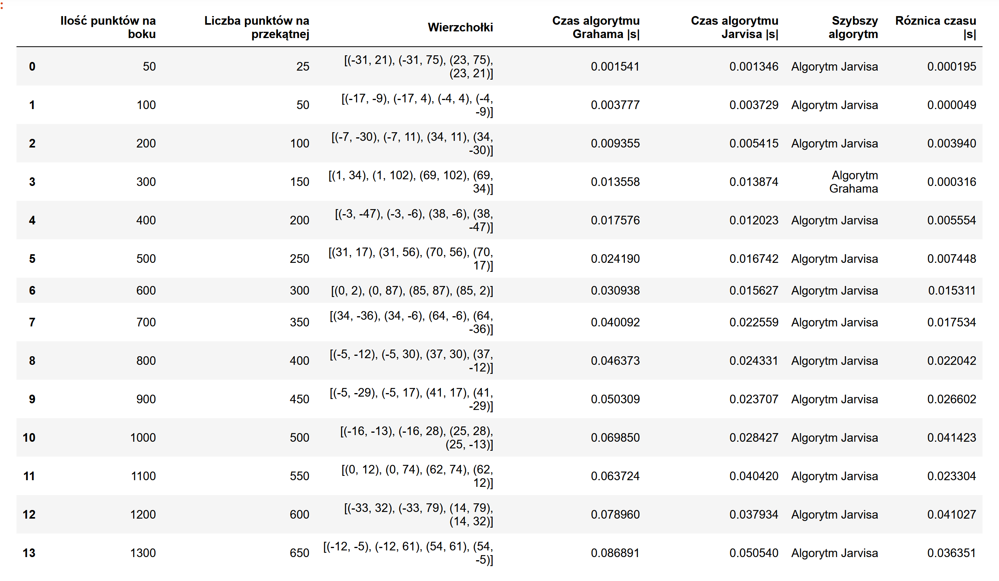 :
Ilość punktów na boku | Liczba punktów na przekątnej | Wierzchołki | Czas algorytmu Grahama |s| | Czas algorytmu Jarvisa |s| | Szybszy algorytm | Róznica czasu |s|
0 50 25 [(-31, 21), (-31, 75), (23, 75), (23, 21)] 0.001541 0.001346 Algorytm Jarvisa 0.000195
1 100 50 [(-17, -9), (-17, 4), (-4, 4), (-4, -9)] 0.003777 0.003729 Algorytm Jarvisa 0.000049
2 200 100 [(-7, -30), (-7, 11), (34, 11), (34, -30)] 0.009355 0.005415 Algorytm Jarvisa 0.003940
3 300 150 [(1, 34), (1, 102), (69, 102), (69, 34)] 0.013558 0.013874 Algorytm Grahama 0.000316
4 400 200 [(-3, -47), (-3, -6), (38, -6), (38, -47)] 0.017576 0.012023 Algorytm Jarvisa 0.005554
5 500 250 [(31, 17), (31, 56), (70, 56), (70, 17)] 0.024190 0.016742 Algorytm Jarvisa 0.007448
6 600 300 [(0, 2), (0, 87), (85, 87), (85, 2)] 0.030938 0.015627 Algorytm Jarvisa 0.015311
7 700 350 [(34, -36), (34, -6), (64, -6), (64, -36)] 0.040092 0.022559 Algorytm Jarvisa 0.017534
8 800 400 [(-5, -12), (-5, 30), (37, 30), (37, -12)] 0.046373 0.024331 Algorytm Jarvisa 0.022042
9 900 450 [(-5, -29), (-5, 17), (41, 17), (41, -29)] 0.050309 0.023707 Algorytm Jarvisa 0.026602
10 1000 500 [(-16, -13), (-16, 28), (25, 28), (25, -13)] 0.069850 0.028427 Algorytm Jarvisa 0.041423
11 1100 550 [(0, 12), (0, 74), (62, 74), (62, 12)] 0.063724 0.040420 Algorytm Jarvisa 0.023304
12 1200 600 [(-33, 32), (-33, 79), (14, 79), (14, 32)] 0.078960 0.037934 Algorytm Jarvisa 0.041027
13 1300 650 [(-12, -5), (-12, 61), (54, 61), (54, -5)] 0.086891 0.050540 Algorytm Jarvisa 0.036351